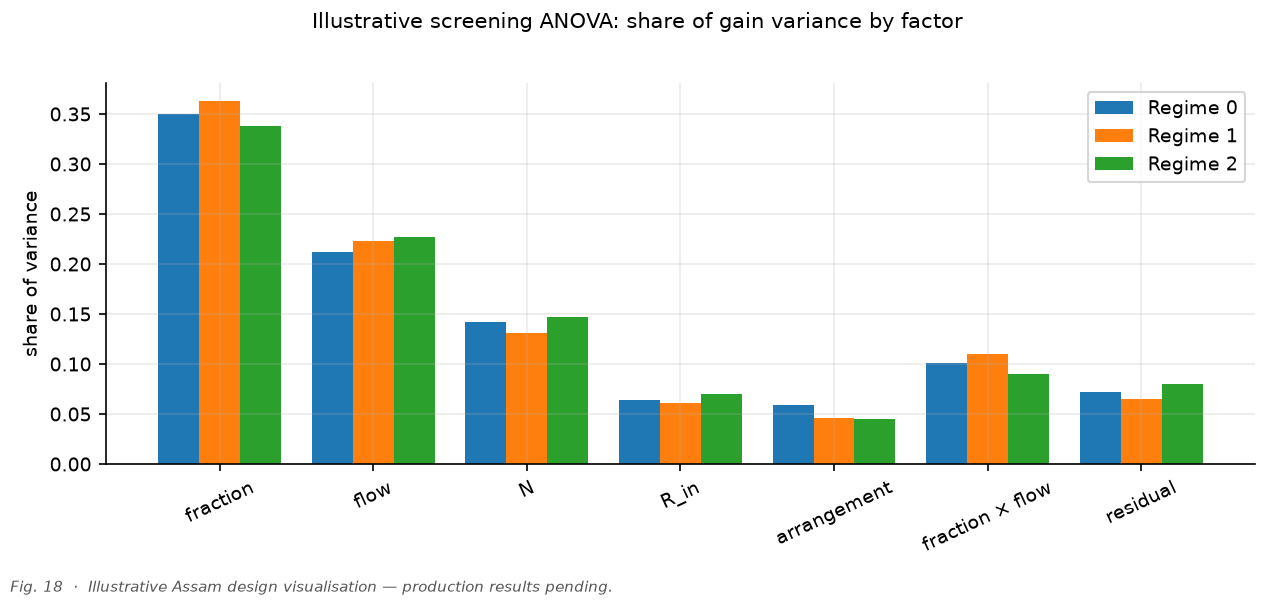 Illustrative screening ANOVA: share of gain variance by factor
share of variance
0.35
0.30
0.25
0.20
0.15
0.10
0.05
0.00
Regime 0
Regime 1
Regime 2
fraction
flow
N
R_in
arrangement
fraction × flow
residual
Fig. 18 · Illustrative Assam design visualisation — production results pending.